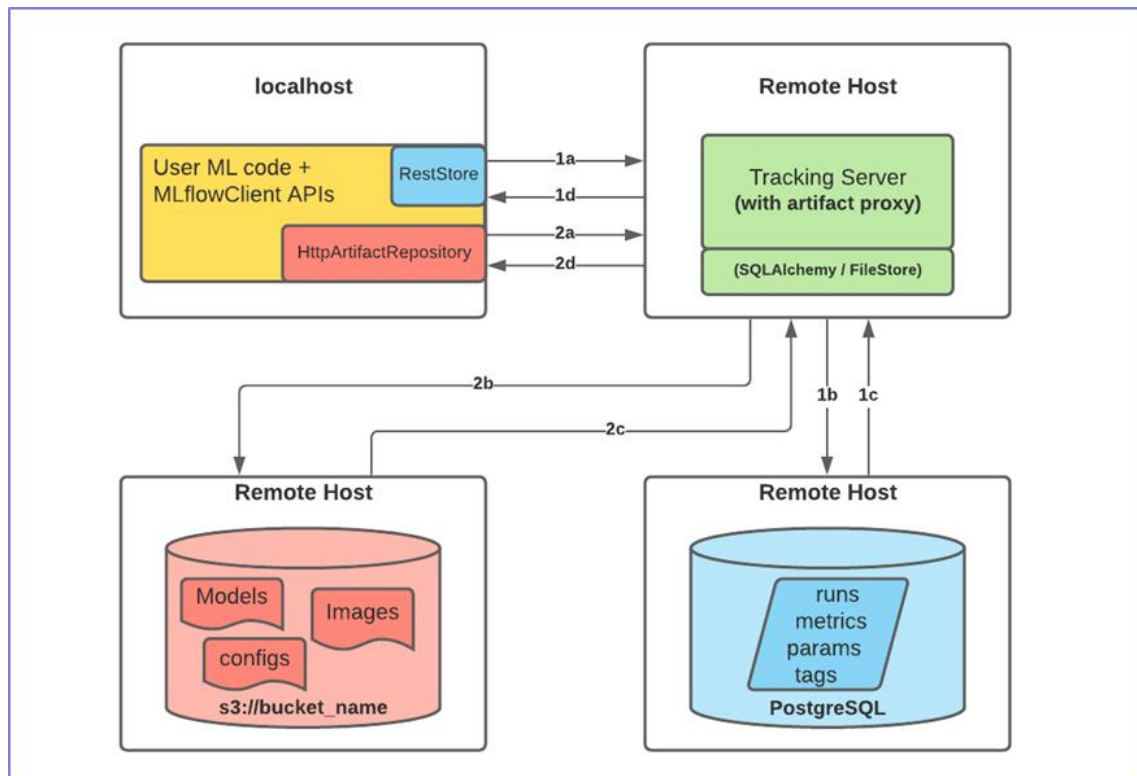 localhost
User ML code +
MLflowClient APIs
RestStore
HttpArtifactRepository
1a
1d
2a
2d
Remote Host
Tracking Server
(with artifact proxy)
(SQLAlchemy / FileStore)
2b
2c
1b
1c
Remote Host
Models
Images
configs
s3://bucket_name
Remote Host
runs
metrics
params
tags
PostgreSQL